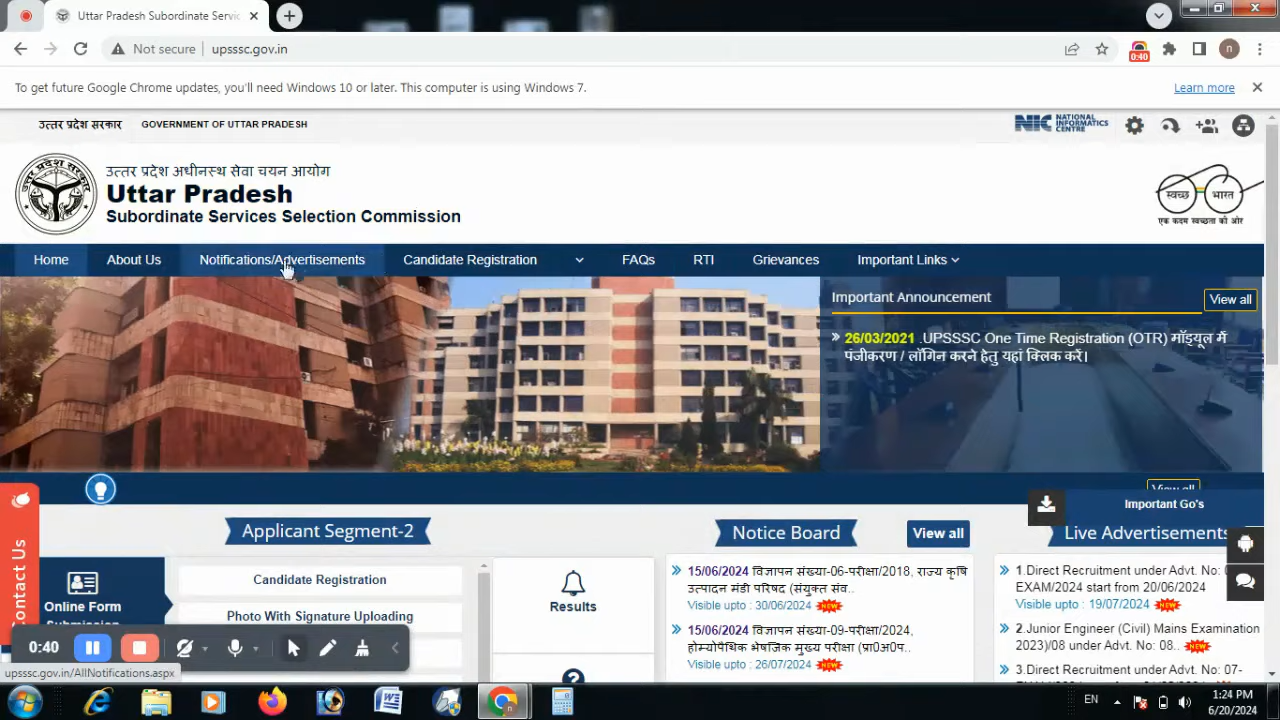 Uttar Pradesh Subordinate Servic
Not secure
upsssc.gov.in
0:40
n
To get future Google Chrome updates, you'll need Windows 10 or later. This computer is using Windows 7.
Learn more
उत्तर प्रदेश सरकार
GOVERNMENT OF UTTAR PRADESH
NIC NATIONAL INFORMATICS CENTRE
उत्तर प्रदेश अधीनस्थ सेवा चयन आयोग
Uttar Pradesh
Subordinate Services Selection Commission
स्वच्छ भारत
एक कदम स्वच्छता की ओर
Home
About Us
Notifications/Advertisements
Candidate Registration
FAQs
RTI
Grievances
Important Links
Important Announcement
View all
26/03/2021 .UPSSSC One Time Registration (OTR) मॉड्यूल में
पंजीकरण / लॉगिन करने हेतु यहां क्लिक करें।
View all
Important Go's
Contact Us
Applicant Segment-2
Online Form
Candidate Registration
Photo With Signature Uploading
Results
Notice Board
View all
15/06/2024 विज्ञापन संख्या-06-परीक्षा/2018, राज्य कृषि
उत्पादन मंडी परिषद (संयुक्त संव..
Visible upto : 30/06/2024 NEW
15/06/2024 विज्ञापन संख्या-09-परीक्षा/2024,
होम्योपैथिक भेषजिक मुख्य परीक्षा (प्रा0अ0प..
Visible upto : 26/07/2024 NEW
Live Advertisements
1.Direct Recruitment under Advt. No:
EXAM/2024 start from 20/06/2024
Visible upto : 19/07/2024 NEW
2.Junior Engineer (Civil) Mains Examination
2023)/08 under Advt. No: 08.. NEW
3.Direct Recruitment under Advt. No: 07-
0:40
upsssc.gov.in/AllNotifications.aspx
EN
1:24 PM
6/20/2024